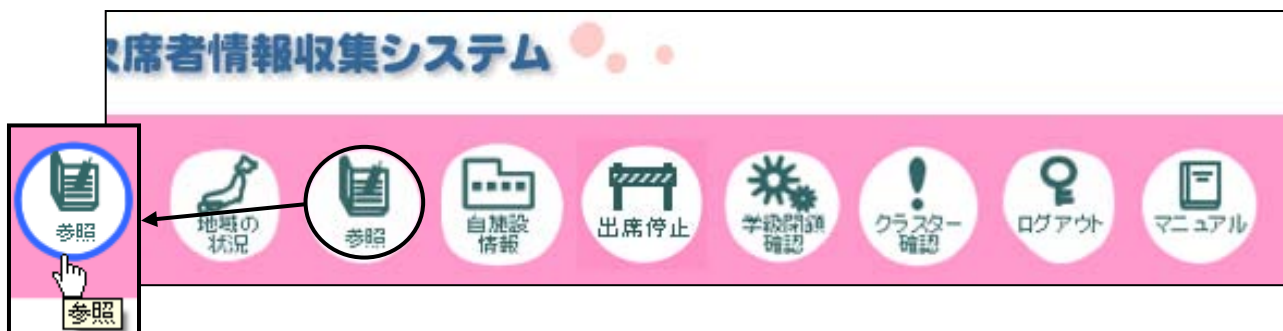 欠席者情報収集システム
参照
参照
地域の
状況
参照
自施設
情報
出席停止
学級閉鎖
確認
クラスター
確認
ログアウト
マニュアル